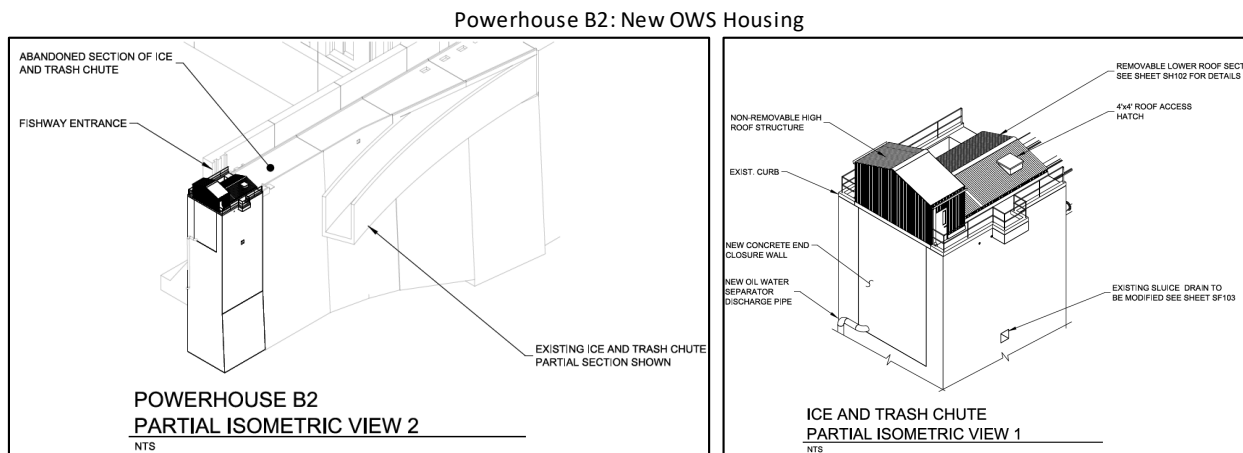 Powerhouse B2: New OWS Housing
ABANDONED SECTION OF ICE
AND TRASH CHUTE
FISHWAY ENTRANCE
EXISTING ICE AND TRASH CHUTE
PARTIAL SECTION SHOWN
POWERHOUSE B2
PARTIAL ISOMETRIC VIEW 2
NTS
REMOVABLE LOWER ROOF SECT
SEE SHEET SH102 FOR DETAILS
4'x4' ROOF ACCESS
HATCH
NON-REMOVABLE HIGH
ROOF STRUCTURE
EXIST. CURB
NEW CONCRETE END
CLOSURE WALL
NEW OIL WATER
SEPARATOR
DISCHARGE PIPE
EXISTING SLUICE DRAIN TO
BE MODIFIED SEE SHEET SF103
ICE AND TRASH CHUTE
PARTIAL ISOMETRIC VIEW 1
NTS